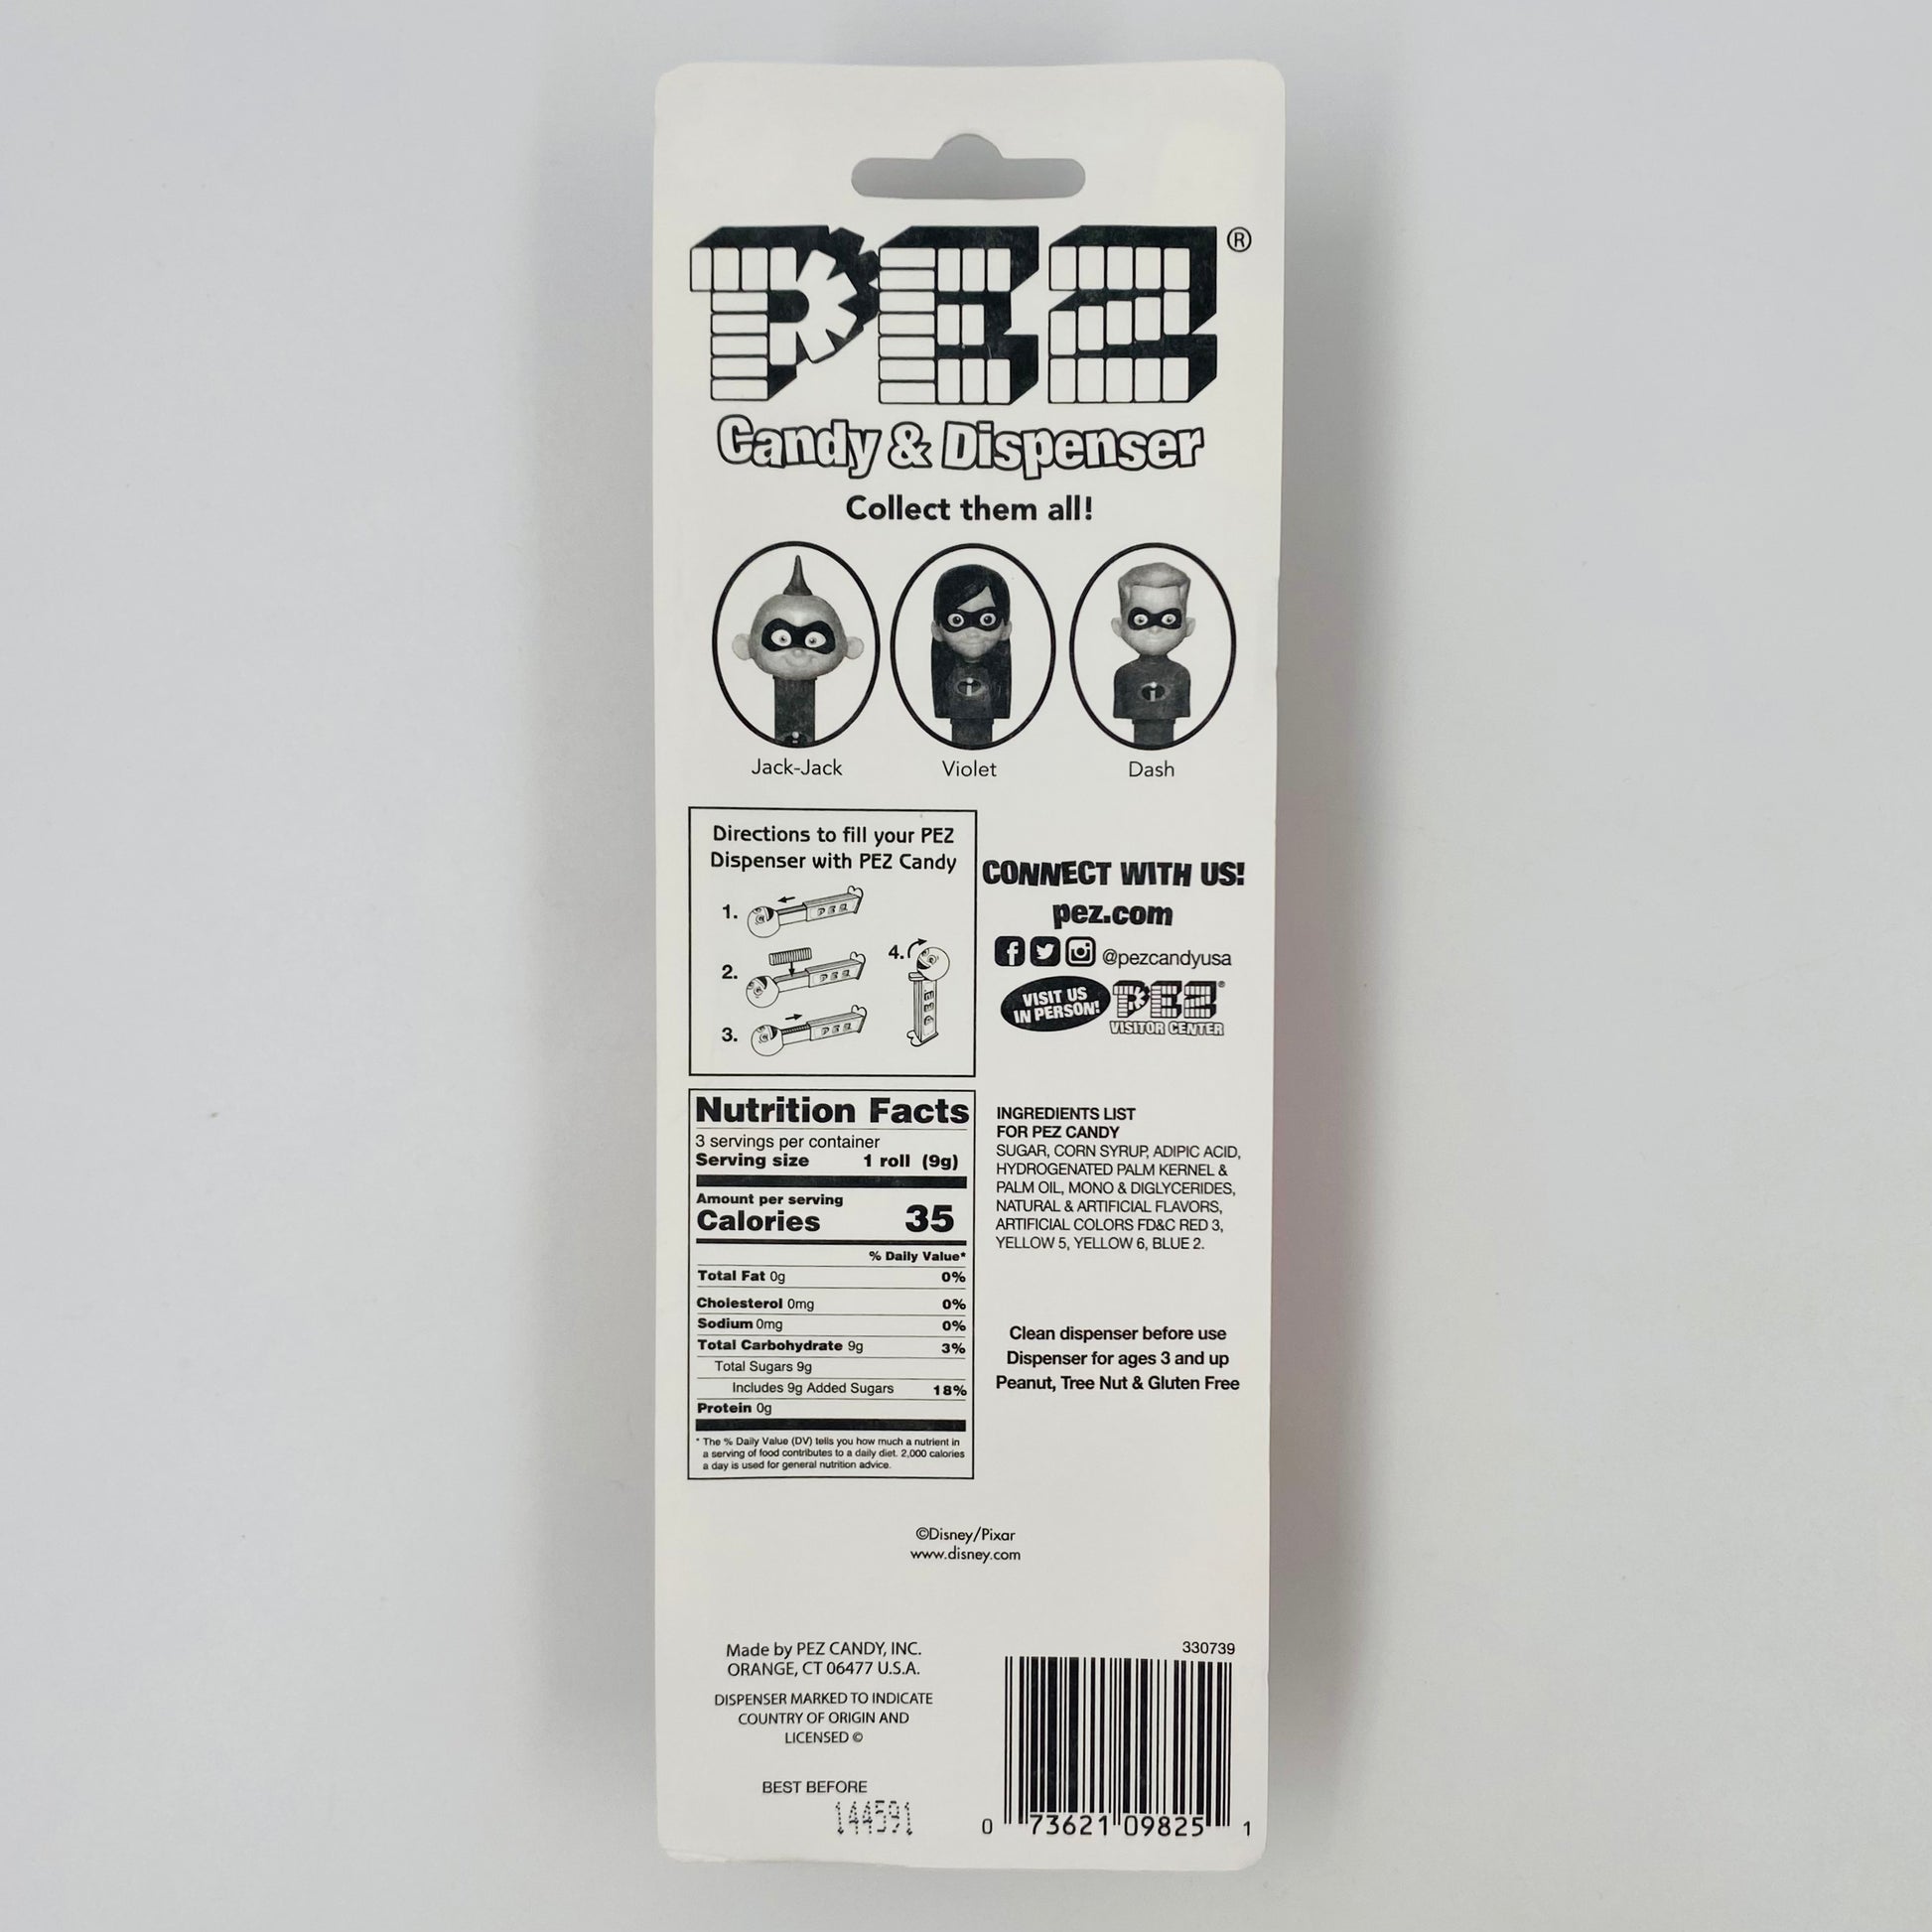 PEZ®
Candy & Dispenser
Collect them all!
Jack-Jack Violet Dash
Directions to fill your PEZ
Dispenser with PEZ Candy
1. PEZ
2. PEZ
3. PEZ
4. PEZ
CONNECT WITH US!
pez.com
@pezcandyusa
VISIT US
IN PERSON!
PEZ®
VISITOR CENTER
Nutrition Facts
3 servings per container
Serving size 1 roll (9g)
Amount per serving
Calories 35
% Daily Value*
Total Fat 0g 0%
Cholesterol 0mg 0%
Sodium 0mg 0%
Total Carbohydrate 9g 3%
Total Sugars 9g
Includes 9g Added Sugars 18%
Protein 0g
* The % Daily Value (DV) tells you how much a nutrient in
a serving of food contributes to a daily diet. 2,000 calories
a day is used for general nutrition advice.
INGREDIENTS LIST
FOR PEZ CANDY
SUGAR, CORN SYRUP, ADIPIC ACID,
HYDROGENATED PALM KERNEL &
PALM OIL, MONO & DIGLYCERIDES,
NATURAL & ARTIFICIAL FLAVORS,
ARTIFICIAL COLORS FD&C RED 3,
YELLOW 5, YELLOW 6, BLUE 2.
Clean dispenser before use
Dispenser for ages 3 and up
Peanut, Tree Nut & Gluten Free
©Disney/Pixar
www.disney.com
Made by PEZ CANDY, INC.
ORANGE, CT 06477 U.S.A.
DISPENSER MARKED TO INDICATE
COUNTRY OF ORIGIN AND
LICENSED ©
BEST BEFORE
144591
330739
0 73621 09825 1